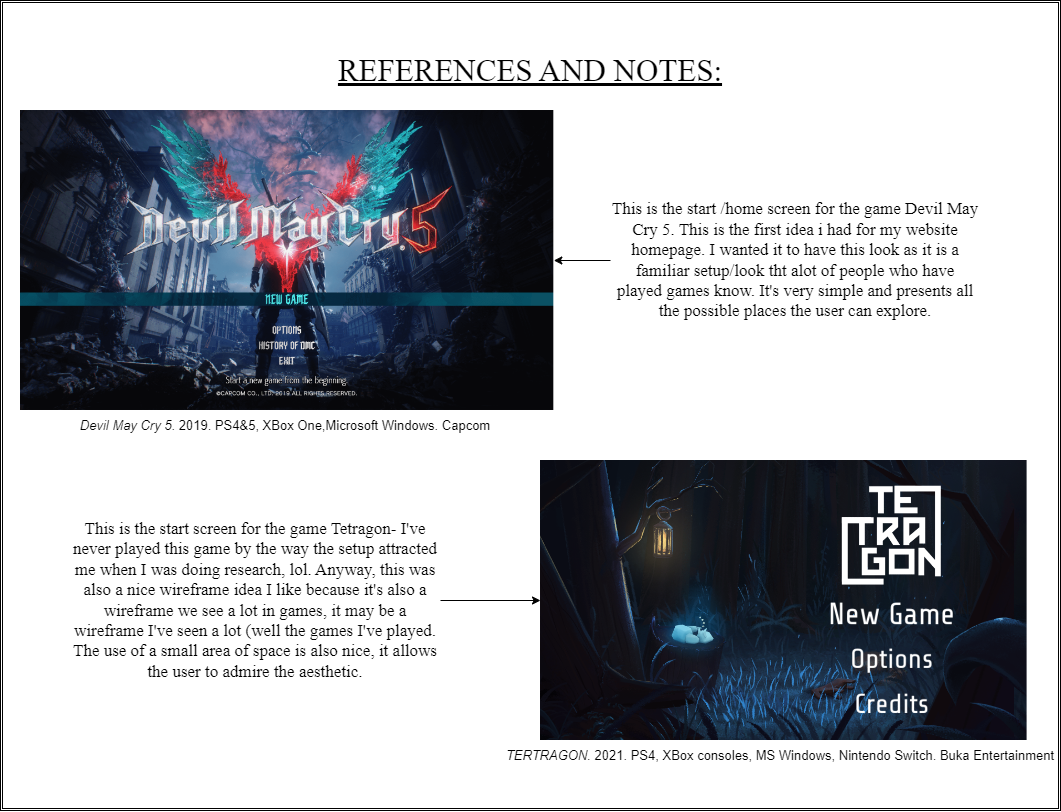 REFERENCES AND NOTES:
Devil May Cry 5
NEW GAME
OPTIONS
HISTORY OF DMC
EXIT
Start a new game from the beginning.
©CAPCOM CO., LTD. 2019 ALL RIGHTS RESERVED.
This is the start /home screen for the game Devil May
Cry 5. This is the first idea i had for my website
homepage. I wanted it to have this look as it is a
familiar setup/look tht alot of people who have
played games know. It's very simple and presents all
the possible places the user can explore.
Devil May Cry 5. 2019. PS4&5, XBox One,Microsoft Windows. Capcom
This is the start screen for the game Tetragon- I've
never played this game by the way the setup attracted
me when I was doing research, lol. Anyway, this was
also a nice wireframe idea I like because it's also a
wireframe we see a lot in games, it may be a
wireframe I've seen a lot (well the games I've played.
The use of a small area of space is also nice, it allows
the user to admire the aesthetic.
TE
TRA
GON
New Game
Options
Credits
TERTRAGON. 2021. PS4, XBox consoles, MS Windows, Nintendo Switch. Buka Entertainment